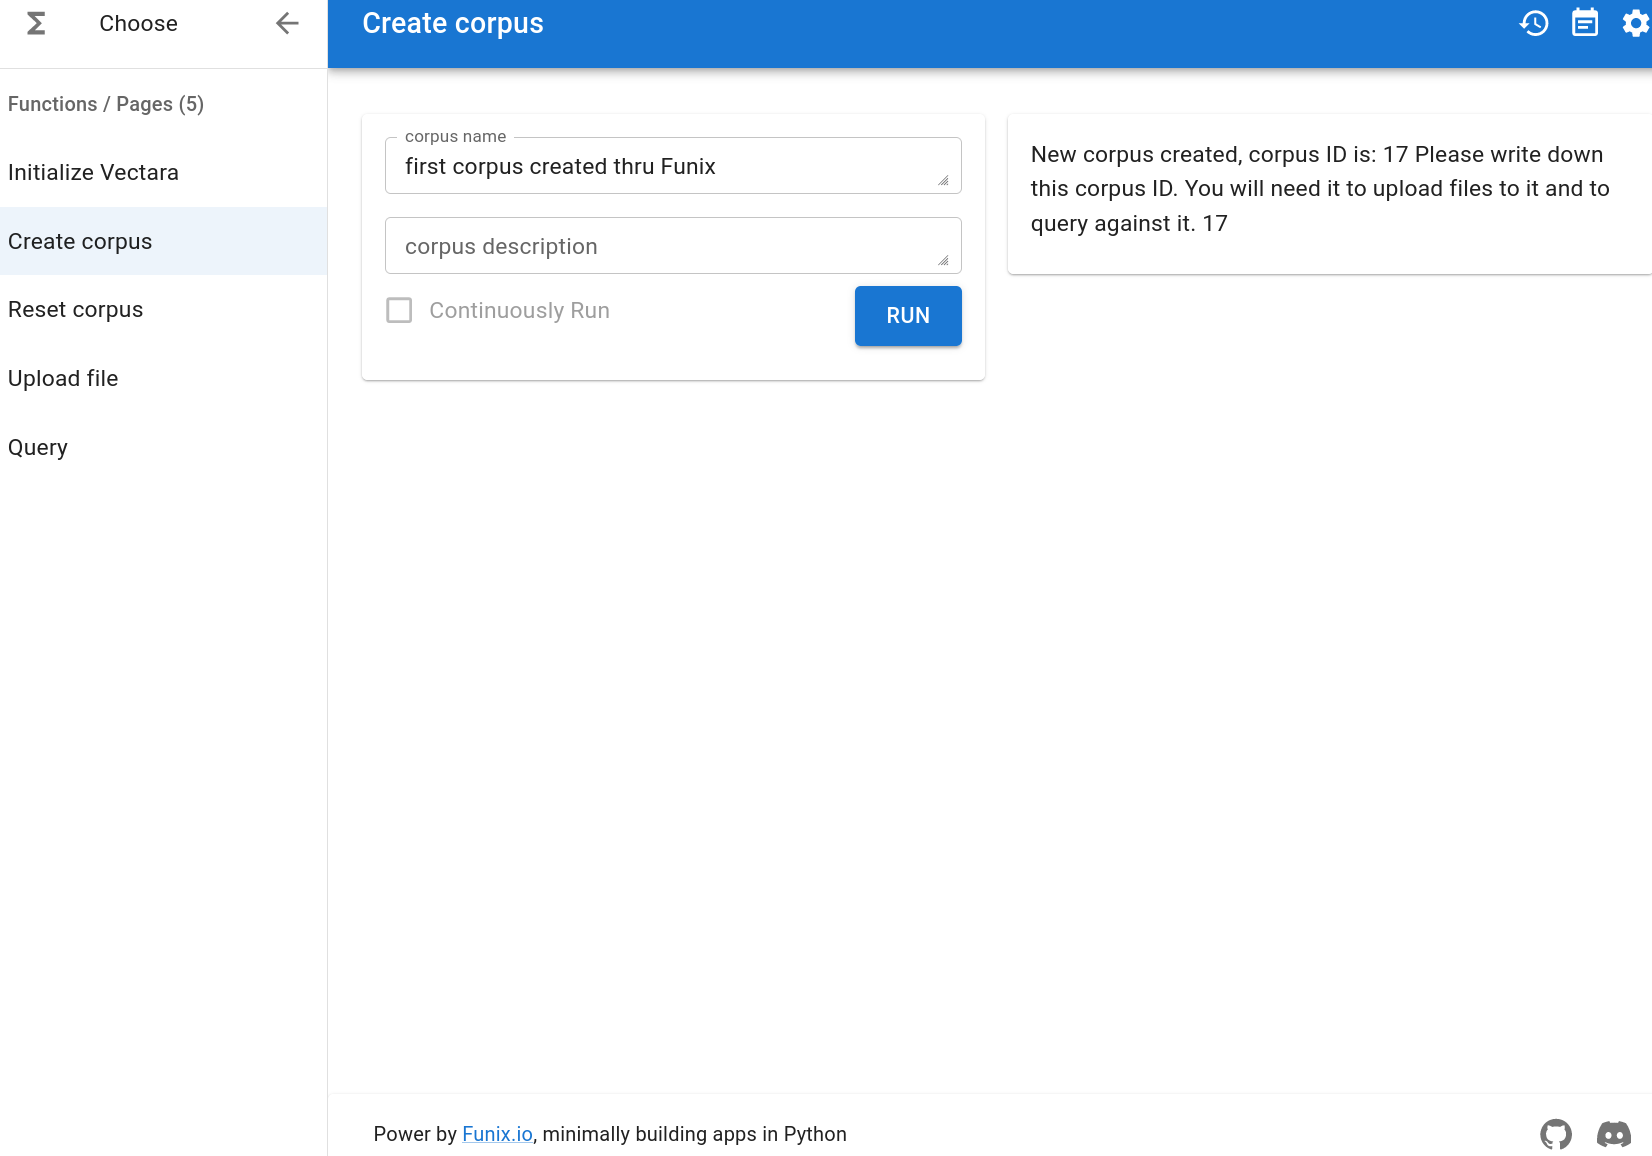 Choose
Create corpus
Functions / Pages (5)
Initialize Vectara
Create corpus
Reset corpus
Upload file
Query
corpus name
first corpus created thru Funix
corpus description
Continuously Run
RUN
New corpus created, corpus ID is: 17 Please write down
this corpus ID. You will need it to upload files to it and to
query against it. 17
Power by Funix.io, minimally building apps in Python